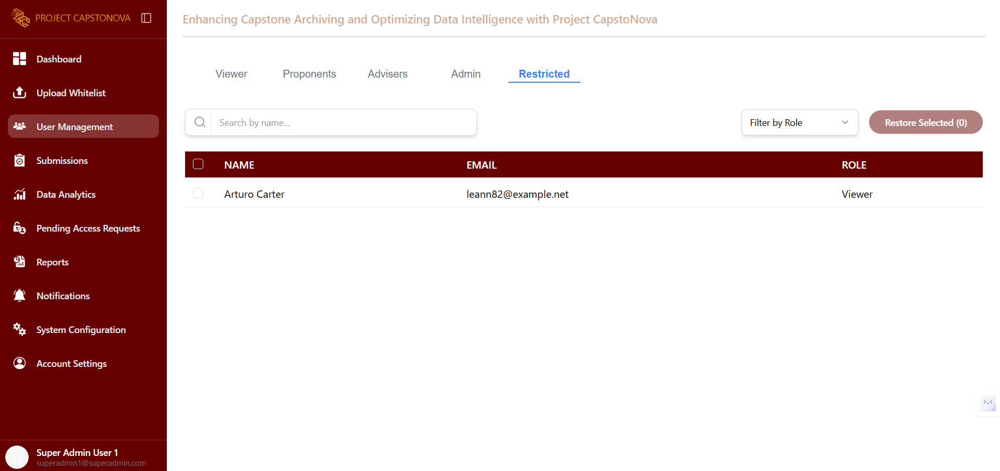 PROJECT CAPSTONOVA
Dashboard
Upload Whitelist
User Management
Submissions
Data Analytics
Pending Access Requests
Reports
Notifications
System Configuration
Account Settings
S1
Super Admin User 1
superadmin1@superadmin.com
Enhancing Capstone Archiving and Optimizing Data Intelligence with Project CapstoNova
Viewer Proponents Advisers Admin Restricted
Search by name... Filter by Role Restore Selected (0)
NAME EMAIL ROLE
Arturo Carter leann82@example.net Viewer